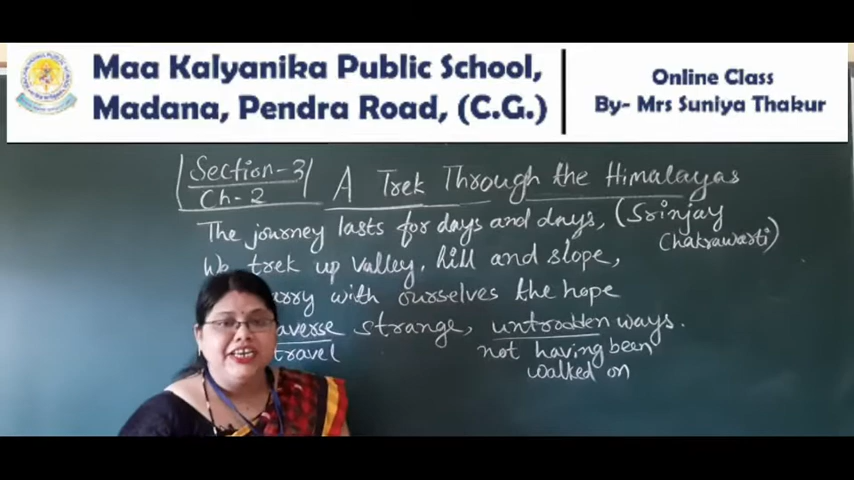 Maa Kalyanika Public School,
Madana, Pendra Road, (C.G.)
Online Class
By- Mrs Suniya Thakur
Section-3
Ch-2
A Trek Through the Himalayas
(Srinjay
Chakrawarti)
The journey lasts for days and days,
We trek up valley, hill and slope,
with ourselves the hope
strange, untrodden ways.
travel
not having been
walked on